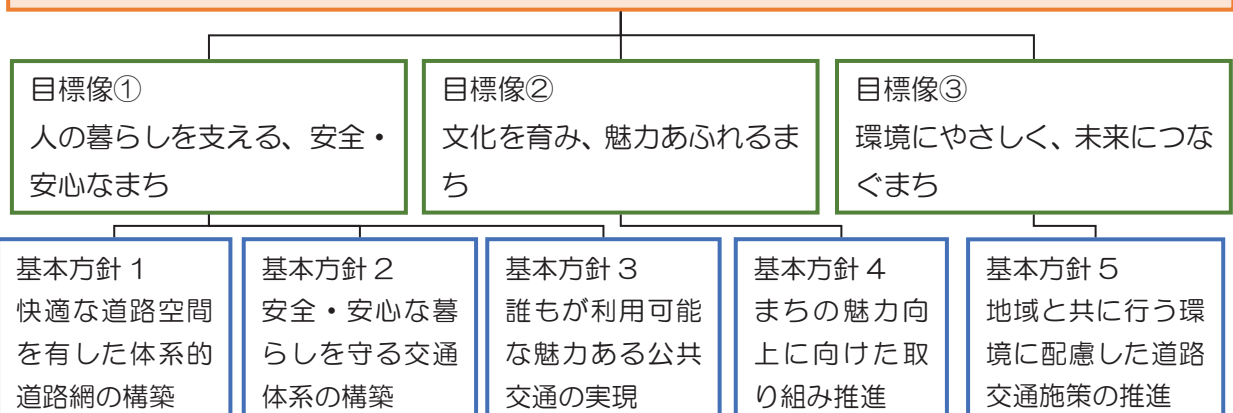 目標像①
人の暮らしを支える、安全・
安心なまち
目標像②
文化を育み、魅力あふれるま
ち
目標像③
環境にやさしく、未来につな
ぐまち
基本方針1
快適な道路空間
を有した体系的
道路網の構築
基本方針2
安全・安心な暮
らしを守る交通
体系の構築
基本方針3
誰もが利用可能
な魅力ある公共
交通の実現
基本方針4
まちの魅力向
上に向けた取
り組み推進
基本方針5
地域と共に行う環
境に配慮した道路
交通施策の推進